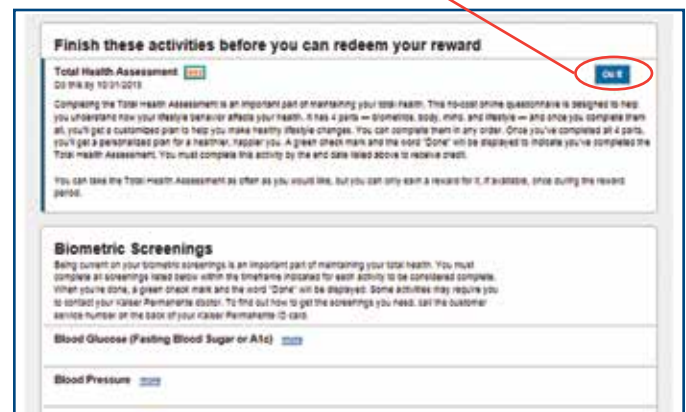 Finish these activities before you can redeem your reward
Total Health Assessment
Do It
Do this by 10/31/2015
Completing the Total Health Assessment is an important part of maintaining your total health. This no-cost online questionnaire is designed to help
you understand how your lifestyle behavior affects your health. It has 4 parts — biometrics, body, mind, and lifestyle — and once you complete them
all, you'll get a customized plan to help you make healthy lifestyle changes. You can complete them in any order. Once you've completed all 4 parts,
you'll get a personalized plan for a healthier, happier you. A green check mark and the word "Done" will be displayed to indicate you've completed the
Total Health Assessment. You must complete this activity by the end date listed above to receive credit.
You can take the Total Health Assessment as often as you would like, but you can only earn a reward for it, if available, once during the reward
period.
Biometric Screenings
Being current on your biometric screenings is an important part of maintaining your total health. You must
complete all screenings listed below within the timeframe indicated for each activity to be considered complete.
When you're done, a green check mark and the word "Done" will be displayed. Some activities may require you
to contact your Kaiser Permanente doctor. To find out how to get the screenings you need, call the customer
service number on the back of your Kaiser Permanente ID card.
Blood Glucose (Fasting Blood Sugar or A1c) more
Blood Pressure more